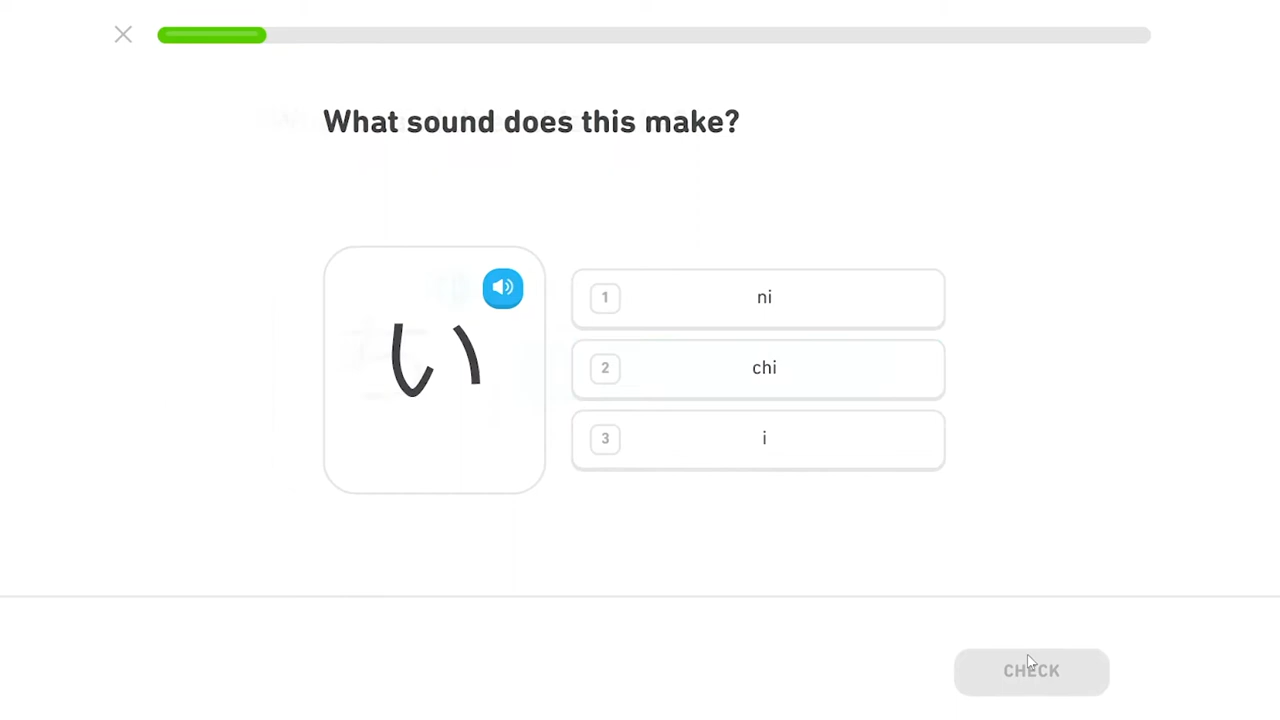 What sound does this make?
い
1 ni
2 chi
3 i
CHECK